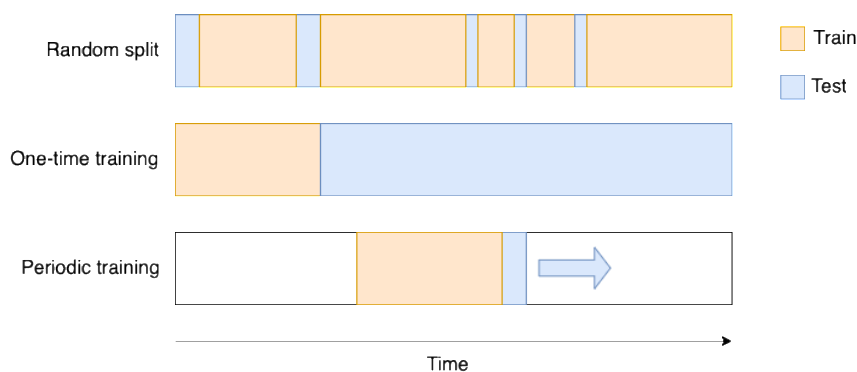 Random split
Train
Test
One-time training
Periodic training
Time